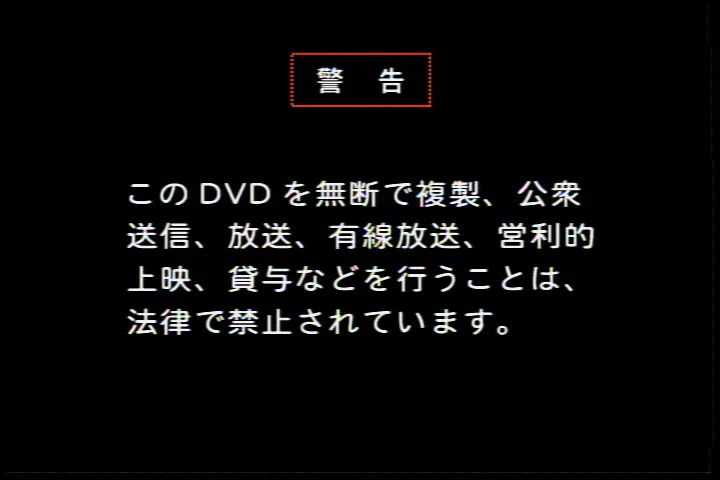 警 告
このDVDを無断で複製、公衆
送信、放送、有線放送、営利的
上映、貸与などを行うことは、
法律で禁止されています。